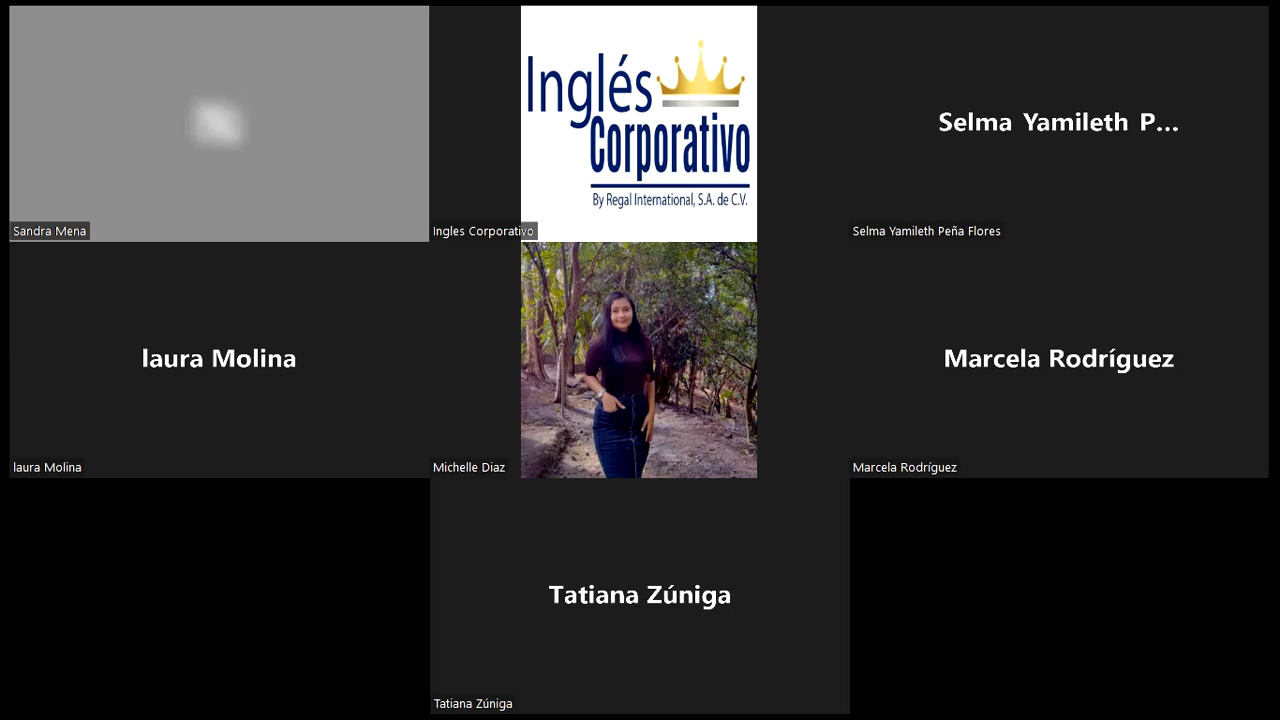 Inglés
Corporativo
By Regal International, S.A. de C.V.
Selma Yamileth P...
Sandra Mena
Ingles Corporativo
Selma Yamileth Peña Flores
laura Molina
Marcela Rodríguez
laura Molina
Michelle Diaz
Marcela Rodríguez
Tatiana Zúniga
Tatiana Zúniga